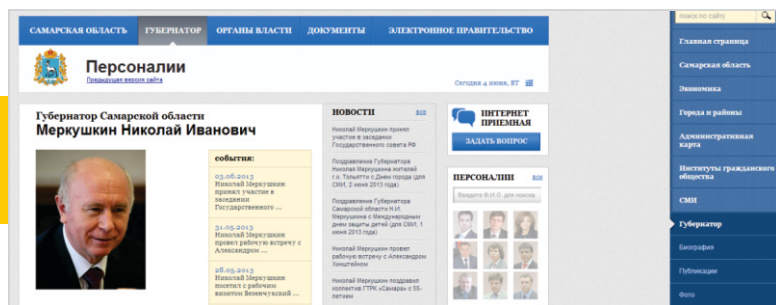 САМАРСКАЯ ОБЛАСТЬ ГУБЕРНАТОР ОРГАНЫ ВЛАСТИ ДОКУМЕНТЫ ЭЛЕКТРОННОЕ ПРАВИТЕЛЬСТВО
Персоналии
Предыдущая версия сайта
Сегодня 4 июня, ВТ
Губернатор Самарской области
Меркушкин Николай Иванович
события:
03.06.2013
Николай Меркушкин
принял участие в
заседании
Государственного ...
31.05.2013
Николай Меркушкин
провел рабочую встречу с
Александром ...
28.05.2013
Николай Меркушкин
посетил с рабочим
визитом Безенчукский ...
НОВОСТИ все
Николай Меркушкин принял
участие в заседании
Государственного совета РФ
Поздравление Губернатора
Николая Меркушкина жителей
г.о. Тольятти с Днем города (для
СМИ, 2 июня 2013 года)
Поздравление Губернатора
Самарской области Н.И.
Меркушкина с Международным
днем защиты детей (для СМИ, 1
июня 2013 года)
Николай Меркушкин провел
рабочую встречу с Александром
Хинштейном
Николай Меркушкин поздравил
коллектив ГТРК «Самара» с 55-
летием
ИНТЕРНЕТ
ПРИЕМНАЯ
ЗАДАТЬ ВОПРОС
ПЕРСОНАЛИИ все
Введите Ф.И.О. для поиска
поиск по сайту
Главная страница
Самарская область
Экономика
Города и районы
Административная
карта
Институты гражданского
общества
СМИ
Губернатор
Биография
Публикации
Фото